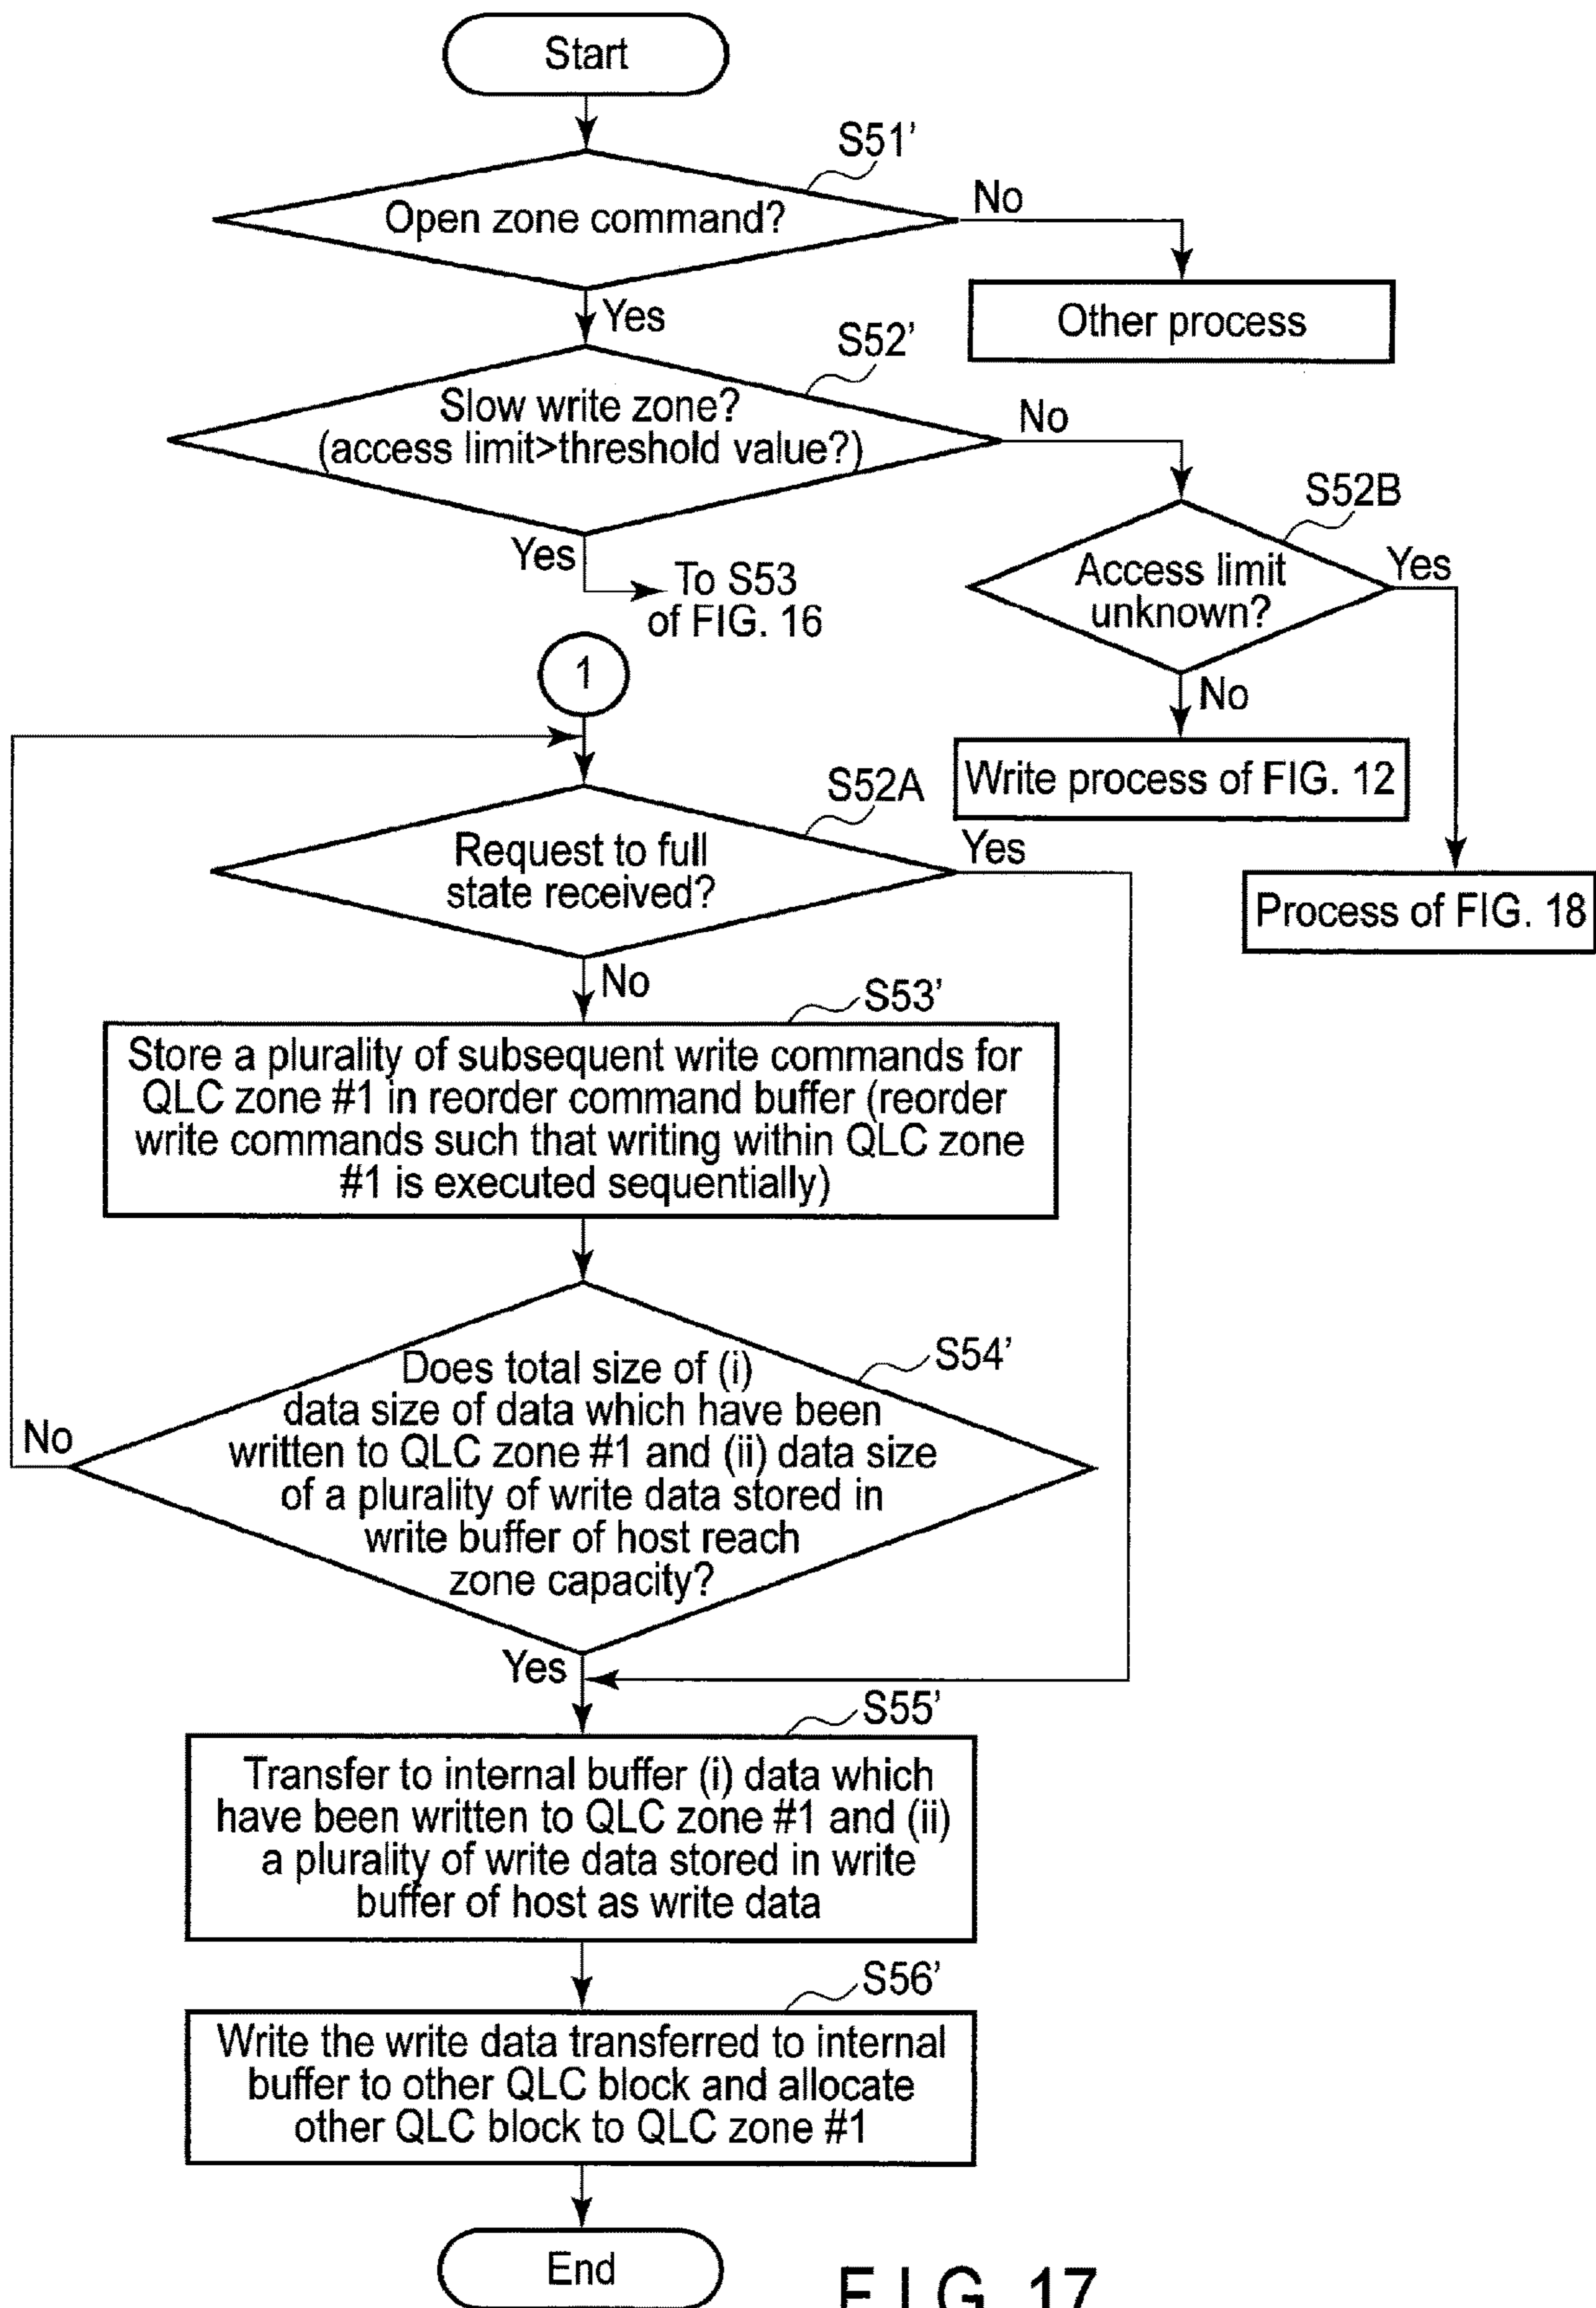 Start
S51'
Open zone command?
No
Other process
Yes
S52'
Slow write zone?
(access limit>threshold value?)
No
S52B
Access limit
unknown?
Yes
Yes
To S53
of FIG. 16
No
Write process of FIG. 12
Process of FIG. 18
1
S52A
Request to full
state received?
Yes
No
S53'
Store a plurality of subsequent write commands for
QLC zone #1 in reorder command buffer (reorder
write commands such that writing within QLC zone
#1 is executed sequentially)
S54'
Does total size of (i)
data size of data which have been
written to QLC zone #1 and (ii) data size
of a plurality of write data stored in
write buffer of host reach
zone capacity?
No
Yes
S55'
Transfer to internal buffer (i) data which
have been written to QLC zone #1 and (ii)
a plurality of write data stored in write
buffer of host as write data
S56'
Write the write data transferred to internal
buffer to other QLC block and allocate
other QLC block to QLC zone #1
End
FIG. 17